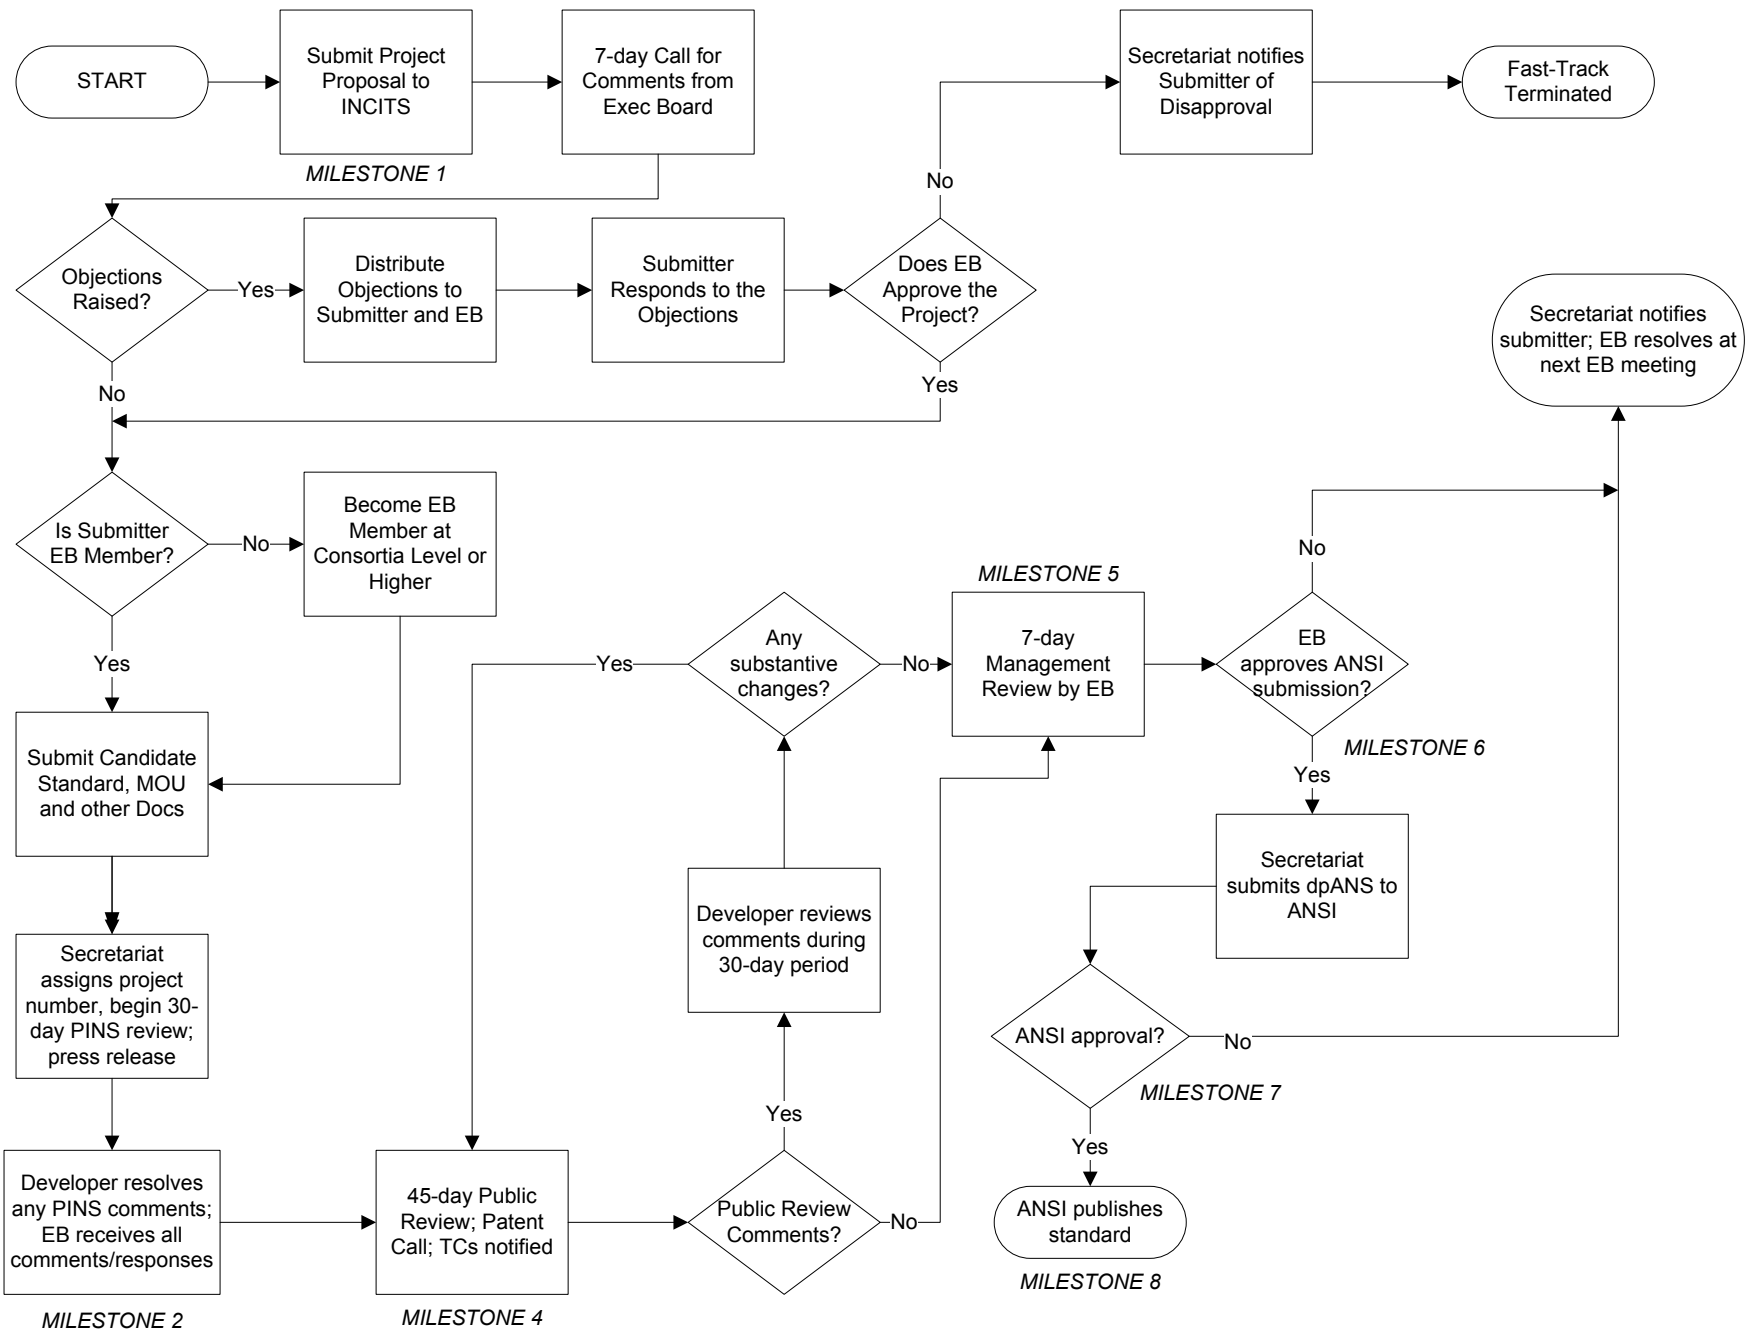 START
Submit Project
Proposal to
INCITS
7-day Call for
Comments from
Exec Board
Secretariat notifies
Submitter of
Disapproval
Fast-Track
Terminated
MILESTONE 1
No
Objections
Raised?
Yes
Distribute
Objections to
Submitter and EB
Submitter
Responds to the
Objections
Does EB
Approve the
Project?
Secretariat notifies
submitter; EB resolves at
next EB meeting
No
Yes
Is Submitter
EB Member?
No
Become EB
Member at
Consortia Level or
Higher
Yes
No
MILESTONE 5
Yes
Any
substantive
changes?
No
7-day
Management
Review by EB
EB
approves ANSI
submission?
MILESTONE 6
Yes
Submit Candidate
Standard, MOU
and other Docs
Secretariat
submits dpANS to
ANSI
Developer reviews
comments during
30-day period
Secretariat
assigns project
number, begin 30-
day PINS review;
press release
ANSI approval?
No
MILESTONE 7
Yes
Yes
Developer resolves
any PINS comments;
EB receives all
comments/responses
45-day Public
Review; Patent
Call; TCs notified
Public Review
Comments?
No
ANSI publishes
standard
MILESTONE 8
MILESTONE 2
MILESTONE 4